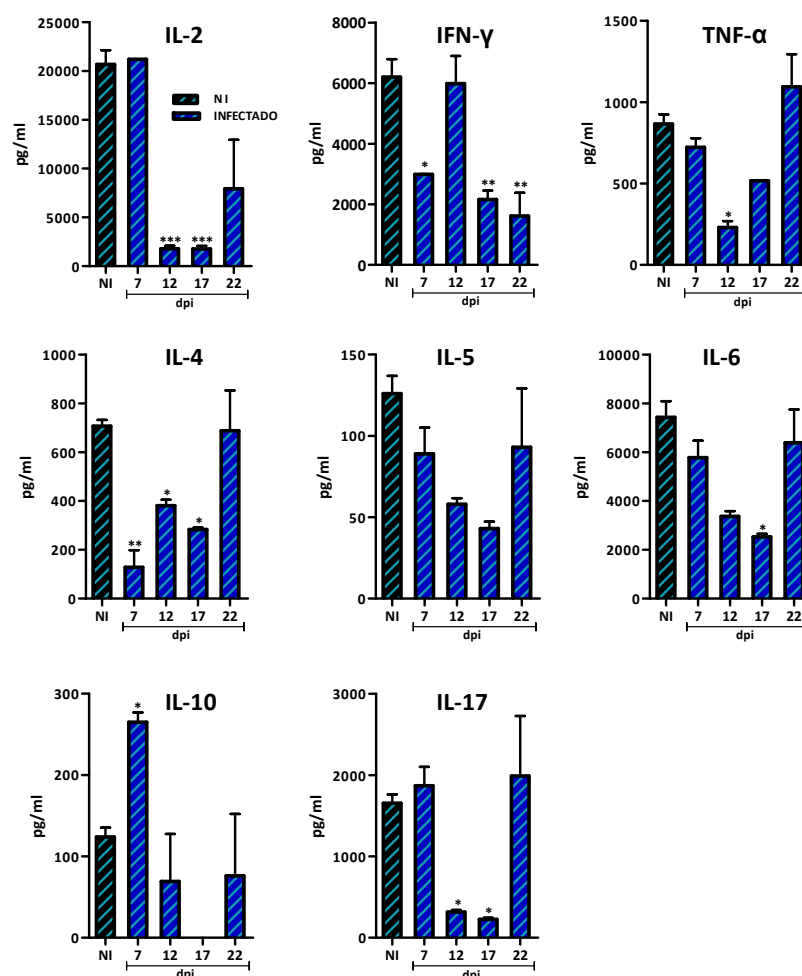 IL-2
25000
20000
15000
10000
5000
0
pg/ml
NI
INFECTADO
*** ***
NI 7 12 17 22
dpi
IFN-γ
8000
6000
4000
2000
0
pg/ml
* ** **
NI 7 12 17 22
dpi
TNF-α
1500
1000
500
0
pg/ml
*
NI 7 12 17 22
dpi
IL-4
1000
800
600
400
200
0
pg/ml
** * *
NI 7 12 17 22
dpi
IL-5
150
100
50
0
pg/ml
NI 7 12 17 22
dpi
IL-6
10000
8000
6000
4000
2000
0
pg/ml
*
NI 7 12 17 22
dpi
IL-10
300
200
100
0
pg/ml
*
NI 7 12 17 22
dpi
IL-17
3000
2000
1000
0
pg/ml
* *
NI 7 12 17 22
dpi